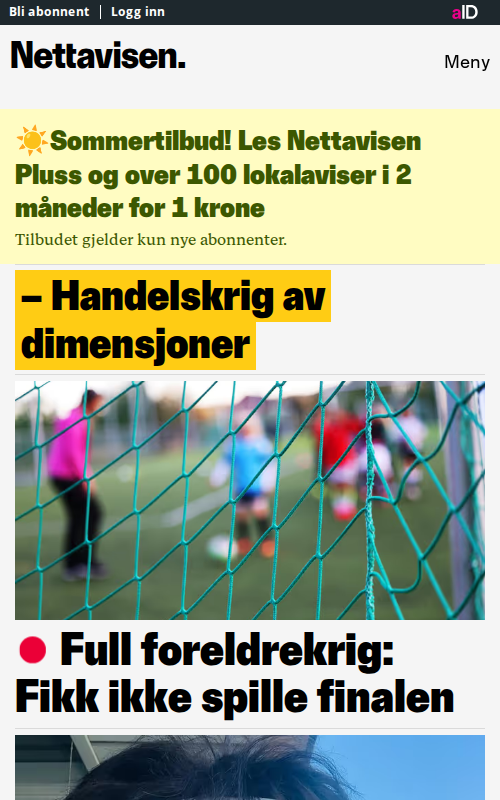 Bli abonnent | Logg inn
aID
Nettavisen.
Meny
☀️Sommertilbud! Les Nettavisen
Pluss og over 100 lokalaviser i 2
måneder for 1 krone
Tilbudet gjelder kun nye abonnenter.
– Handelskrig av
dimensjoner
Full foreldrekrig:
Fikk ikke spille finalen